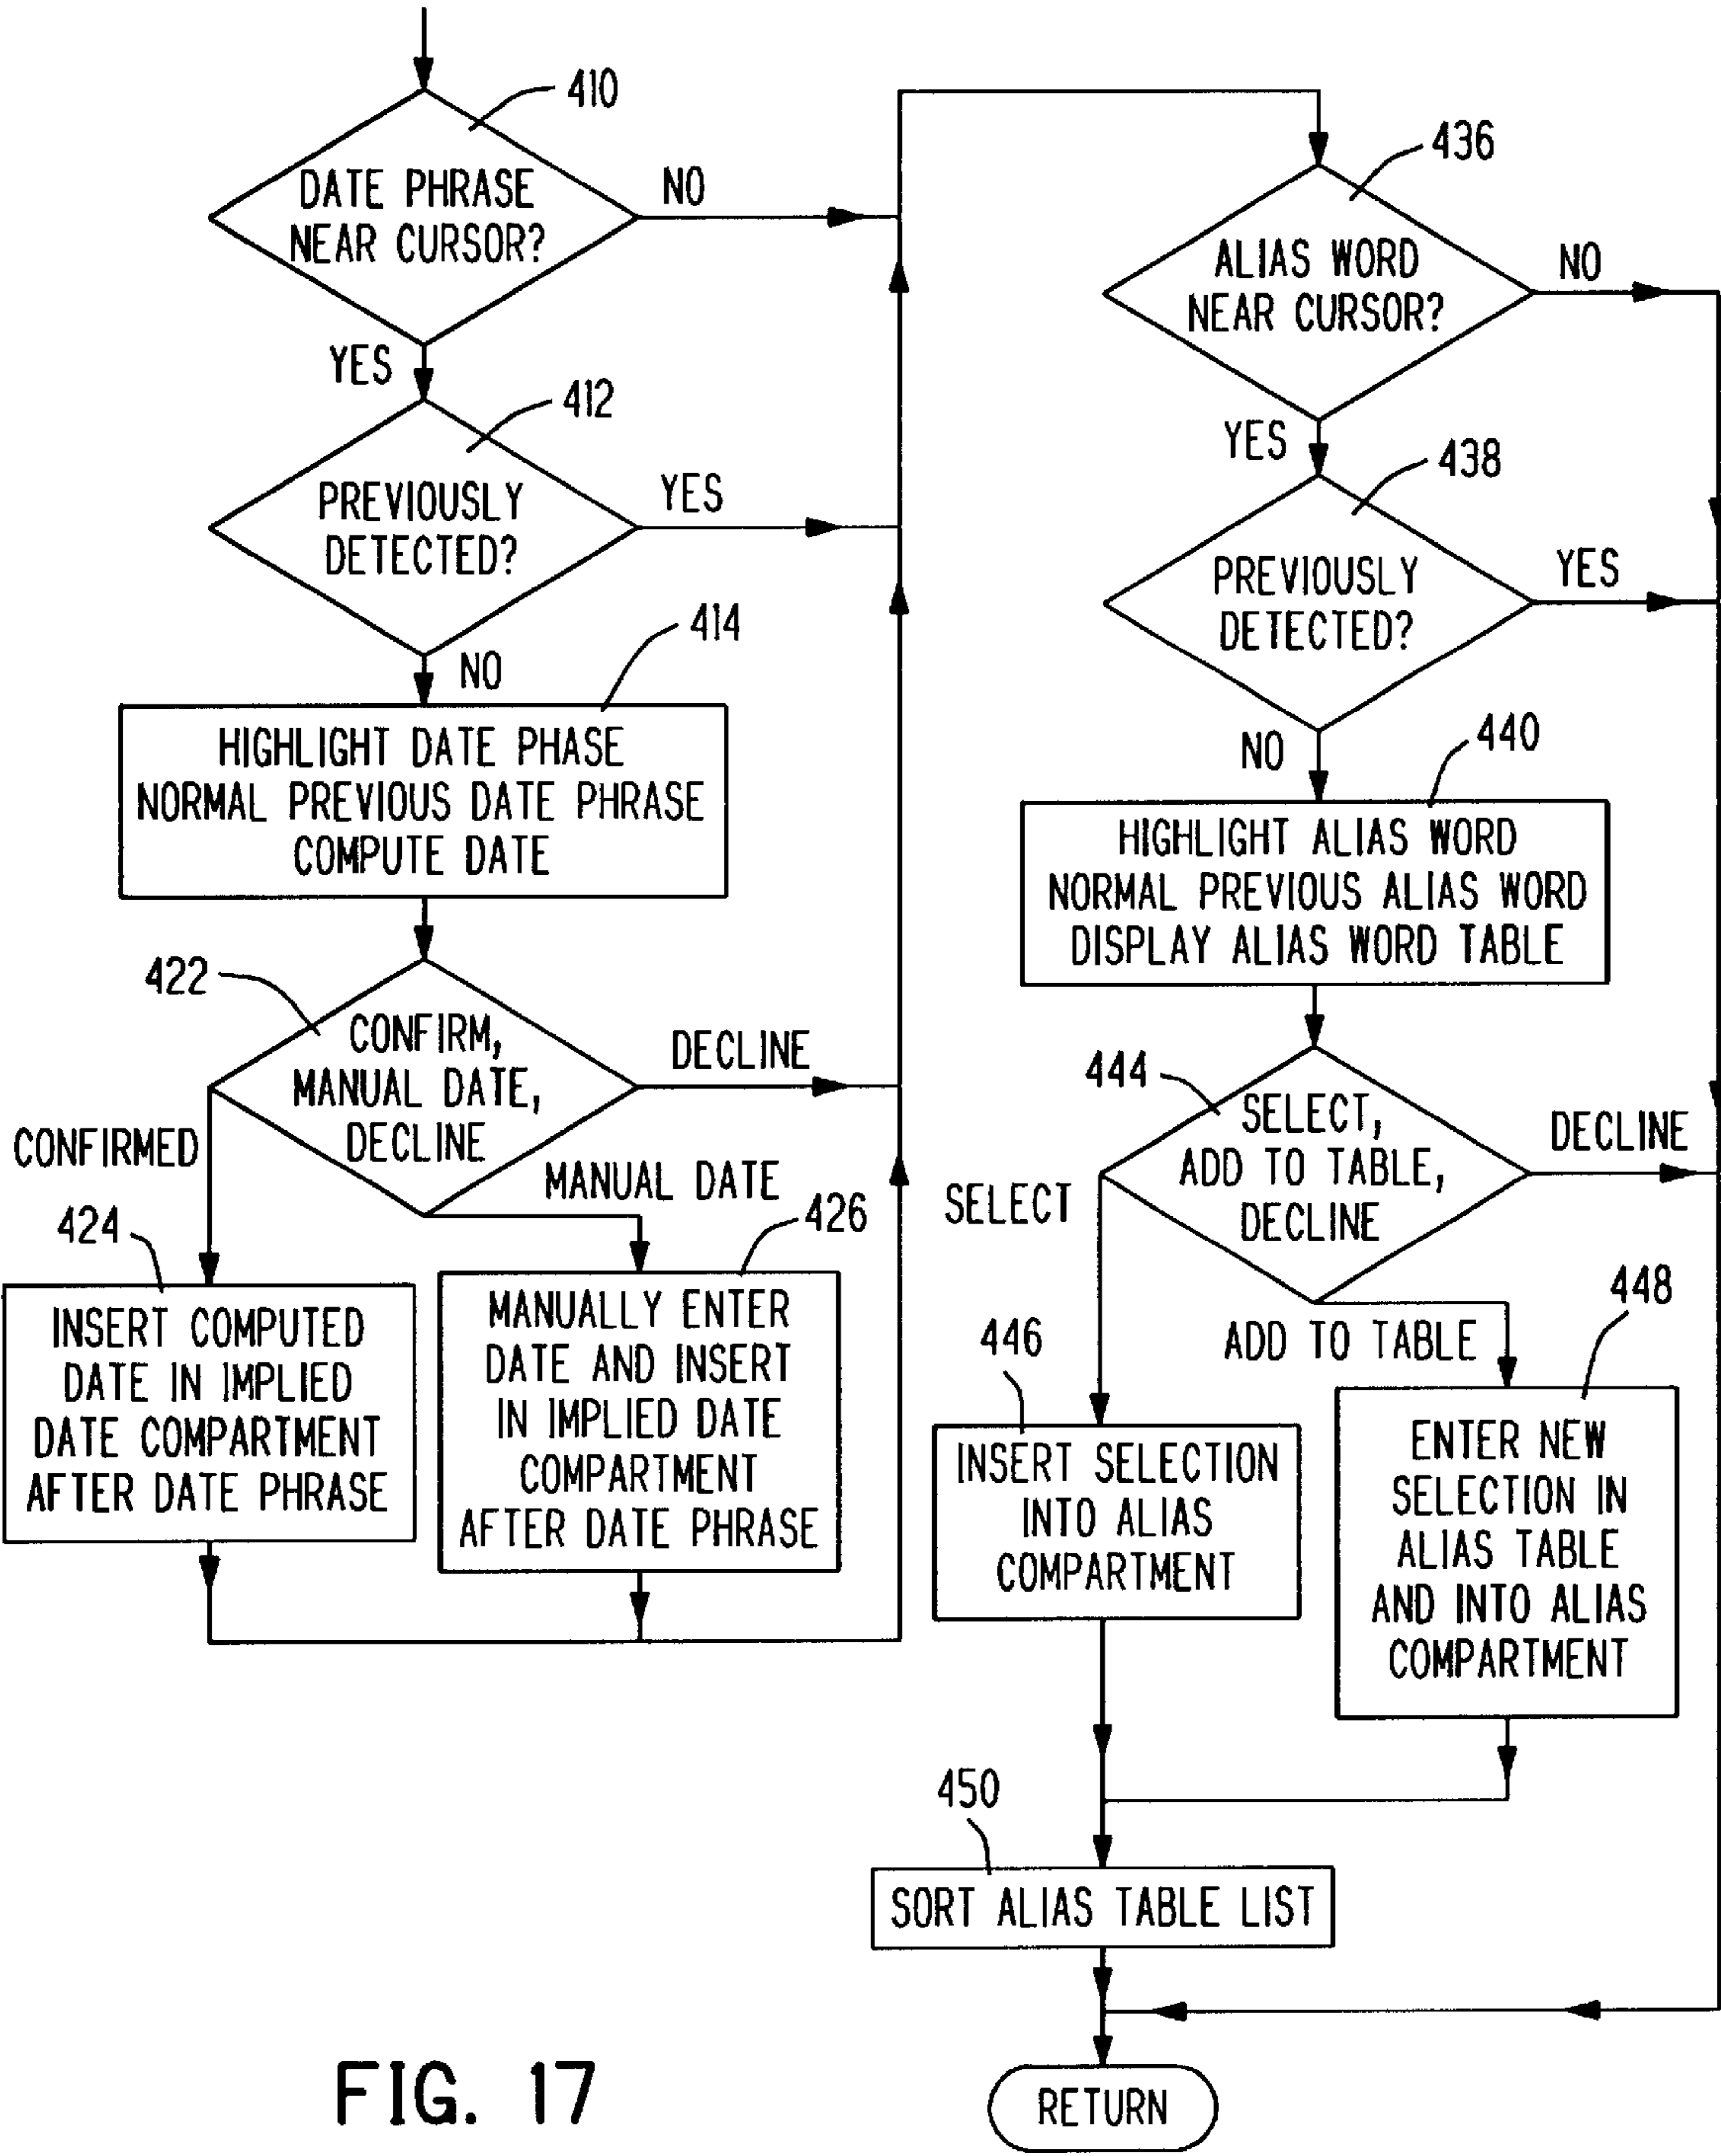 410
DATE PHRASE
NEAR CURSOR?
NO
YES
412
PREVIOUSLY
DETECTED?
YES
NO
414
HIGHLIGHT DATE PHASE
NORMAL PREVIOUS DATE PHRASE
COMPUTE DATE
422
CONFIRM,
MANUAL DATE,
DECLINE
DECLINE
CONFIRMED
MANUAL DATE
424
INSERT COMPUTED
DATE IN IMPLIED
DATE COMPARTMENT
AFTER DATE PHRASE
426
MANUALLY ENTER
DATE AND INSERT
IN IMPLIED DATE
COMPARTMENT
AFTER DATE PHRASE
436
ALIAS WORD
NEAR CURSOR?
NO
YES
438
PREVIOUSLY
DETECTED?
YES
NO
440
HIGHLIGHT ALIAS WORD
NORMAL PREVIOUS ALIAS WORD
DISPLAY ALIAS WORD TABLE
444
SELECT,
ADD TO TABLE,
DECLINE
DECLINE
SELECT
ADD TO TABLE
446
INSERT SELECTION
INTO ALIAS
COMPARTMENT
448
ENTER NEW
SELECTION IN
ALIAS TABLE
AND INTO ALIAS
COMPARTMENT
450
SORT ALIAS TABLE LIST
RETURN
FIG. 17